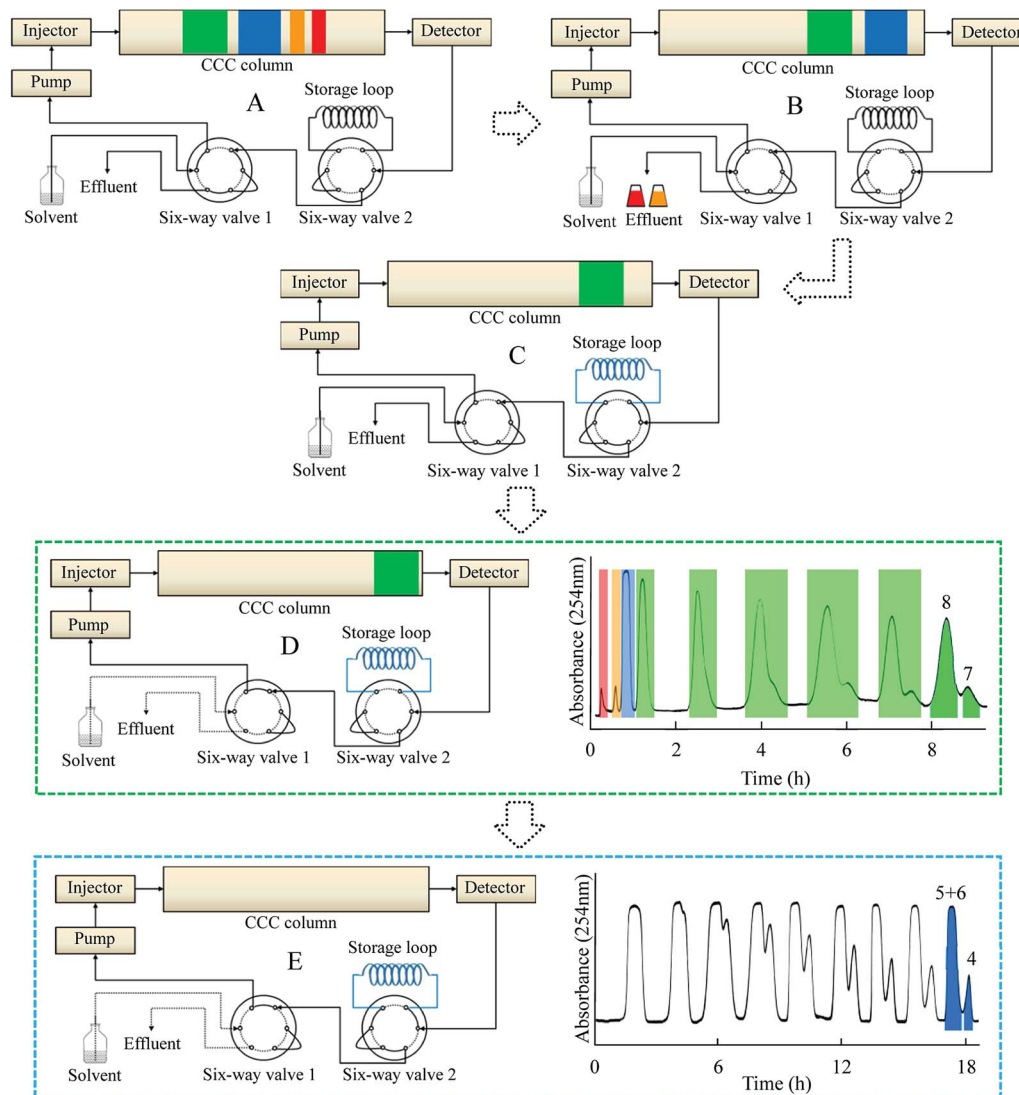 Injector
Detector
CCC column
Pump
A
Storage loop
Effluent
Solvent
Six-way valve 1
Six-way valve 2
Injector
Detector
CCC column
Pump
B
Storage loop
Solvent
Effluent
Six-way valve 1
Six-way valve 2
Injector
Detector
CCC column
Pump
C
Storage loop
Effluent
Solvent
Six-way valve 1
Six-way valve 2
Injector
Detector
CCC column
Pump
D
Storage loop
Effluent
Solvent
Six-way valve 1
Six-way valve 2
Absorbance (254nm)
8
7
0 2 4 6 8
Time (h)
Injector
Detector
CCC column
Pump
E
Storage loop
Effluent
Solvent
Six-way valve 1
Six-way valve 2
Absorbance (254nm)
5+6
4
0 6 12 18
Time (h)